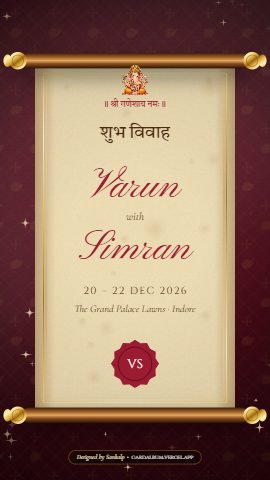 ॥ श्री गणेशाय नमः ॥
शुभ विवाह
Varun
with
Simran
20 – 22 DEC 2026
The Grand Palace Lawns · Indore
VS
Designed by Sankalp • CARDALBUM.VERCEL.APP